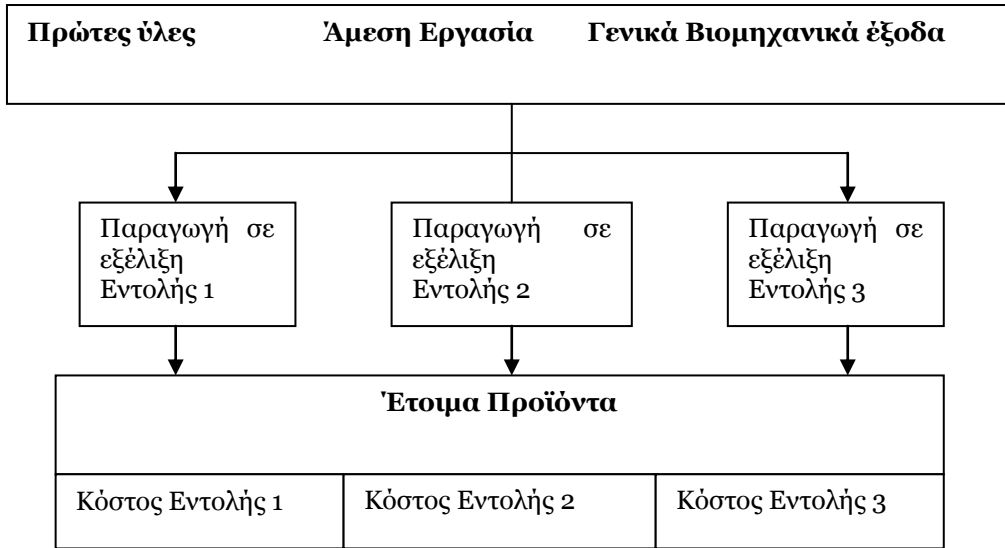 Πρώτες ύλες Άμεση Εργασία Γενικά Βιομηχανικά έξοδα
Παραγωγή σε
εξέλιξη
Εντολής 1
Παραγωγή σε
εξέλιξη
Εντολής 2
Παραγωγή σε
εξέλιξη
Εντολής 3
Έτοιμα Προϊόντα
Κόστος Εντολής 1
Κόστος Εντολής 2
Κόστος Εντολής 3